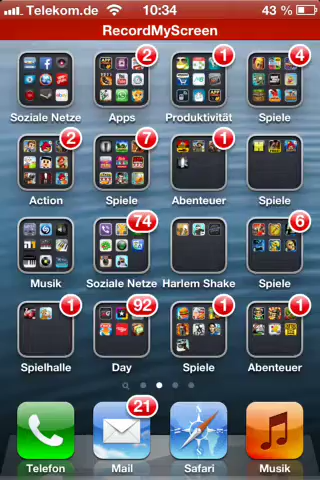 Telekom.de 10:34 43 %
RecordMyScreen
2 1 4
Soziale Netze Apps Produktivität Spiele
2 7 1
Action Spiele Abenteuer Spiele
74 6
Musik Soziale Netze Harlem Shake Spiele
1 92 1 1
Spielhalle Day Spiele Abenteuer
21
Telefon Mail Safari Musik